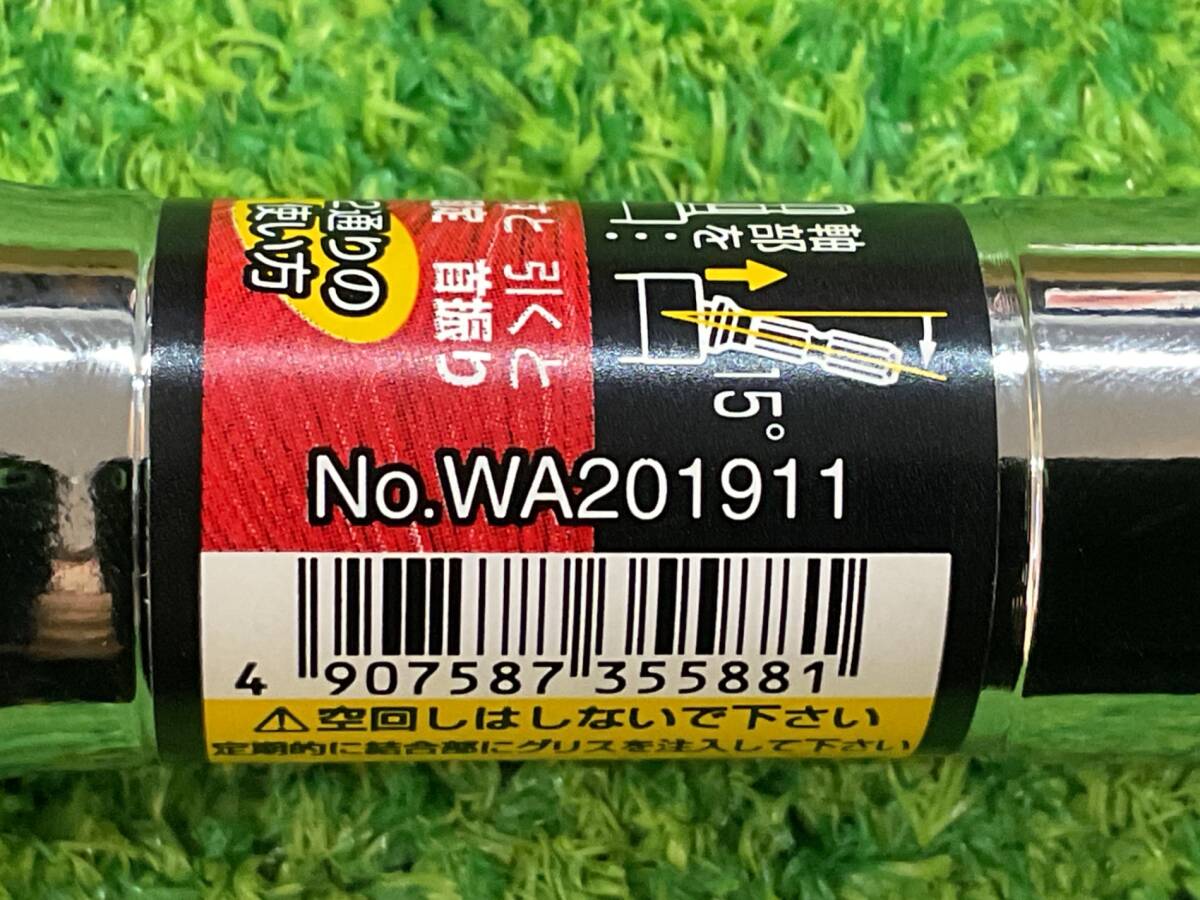 2通りの
使い方
引くと
首振り
軸部を
15°
No.WA201911
4 907587 355881
⚠空回しはしないで下さい
定期的に結合部にグリスを注入して下さい